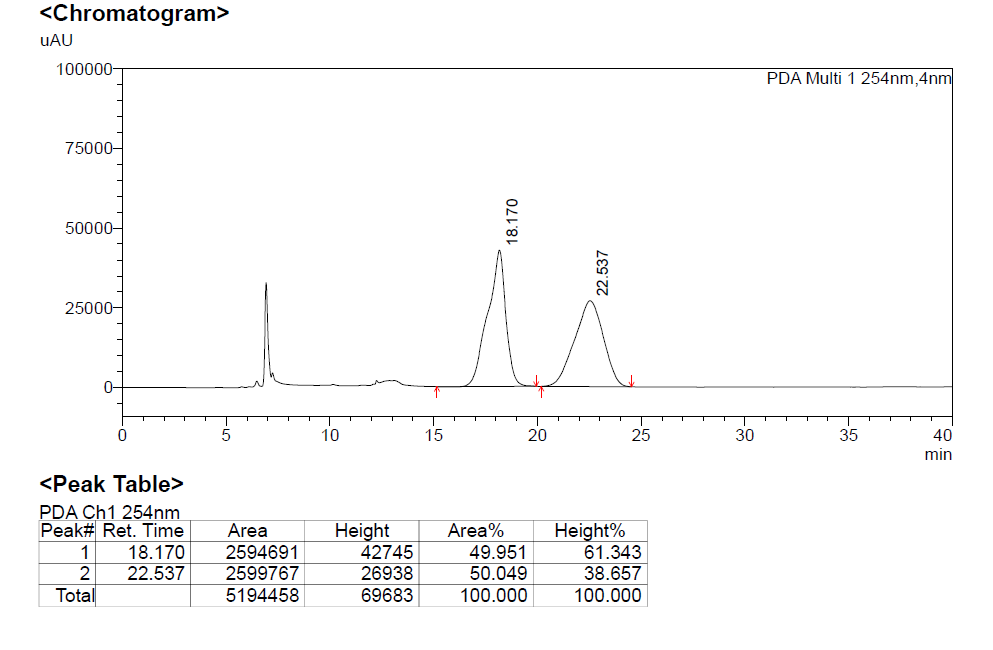 <Chromatogram>
uAU
PDA Multi 1 254nm,4nm
100000
75000
50000
25000
0
18.170
22.537
0 5 10 15 20 25 30 35 40
min
<Peak Table>
PDA Ch1 254nm
Peak# Ret. Time Area Height Area% Height%
1 18.170 2594691 42745 49.951 61.343
2 22.537 2599767 26938 50.049 38.657
Total 5194458 69683 100.000 100.000